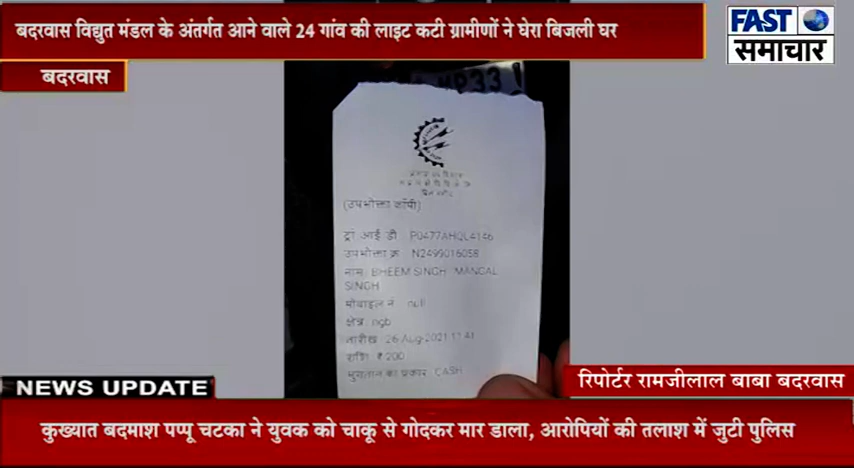 बदरवास विद्युत मंडल के अंतर्गत आने वाले 24 गांव की लाइट कटी ग्रामीणों ने घेरा बिजली घर
FAST
समाचार
बदरवास
(उपभोक्ता कॉपी)
ट्रां आई डी P0477AHQL4146
उपभोक्ता क्र N2499016058
नाम BHEEM SINGH MANGAL
SINGH
मोबाइल नं null
क्षेत्र ngb
तारीख 26-Aug-2021 11:41
राशि ₹ 200
भुगतान का प्रकार CASH
NEWS UPDATE
रिपोर्टर रामजीलाल बाबा बदरवास
कुख्यात बदमाश पप्पू चटका ने युवक को चाकू से गोदकर मार डाला, आरोपियों की तलाश में जुटी पुलिस